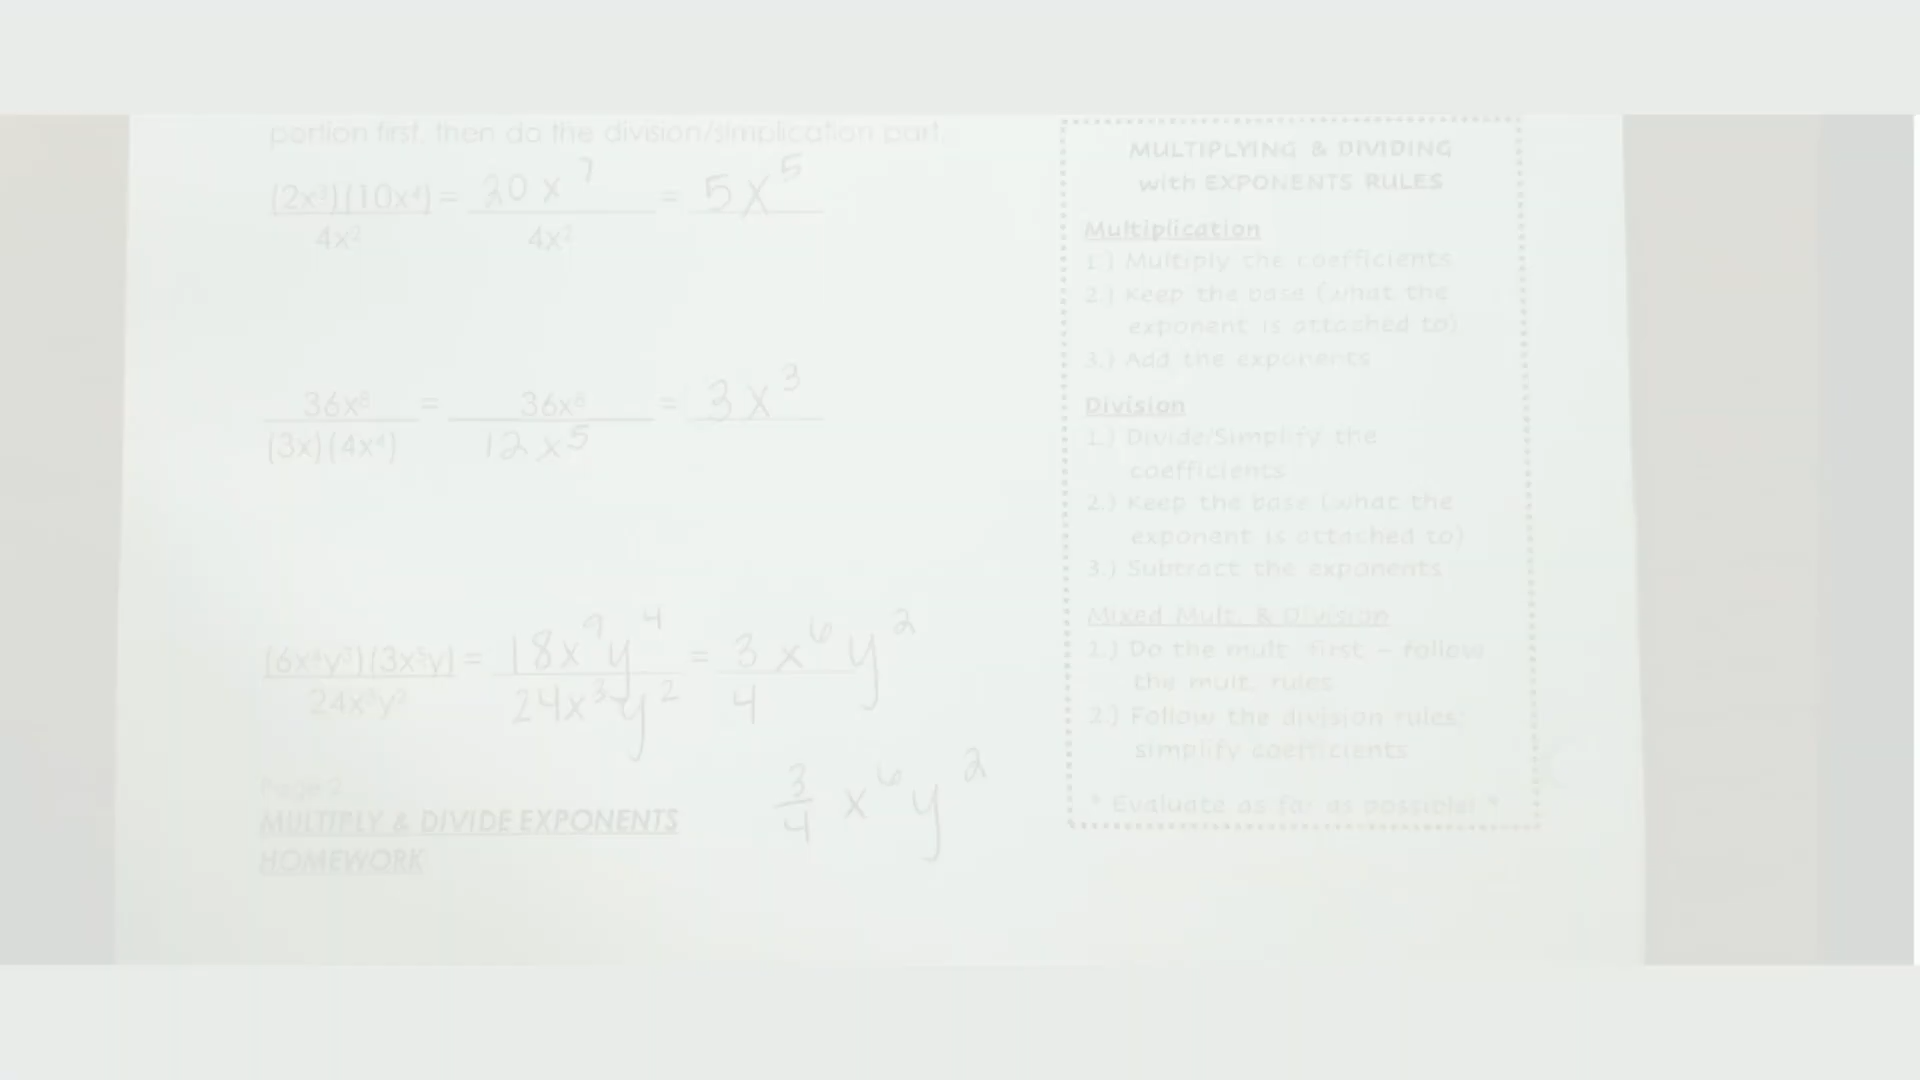 portion first, then do the division/simplication part.
(2x³)(10x⁴) = 20x⁷ = 5x⁵
4x² 4x²
36x⁸ = 36x⁸ = 3x³
(3x)(4x⁴) 12x⁵
(6x⁴y³)(3x⁵y) = 18x⁹y⁴ = 3x⁶y²
24x³y² 24x³y² 4
3/4 x⁶y²
Page 2
MULTIPLY & DIVIDE EXPONENTS
HOMEWORK
MULTIPLYING & DIVIDING
with EXPONENTS RULES
Multiplication
1.) Multiply the coefficients
2.) Keep the base (what the
exponent is attached to)
3.) Add the exponents
Division
1.) Divide/Simplify the
coefficients
2.) Keep the base (what the
exponent is attached to)
3.) Subtract the exponents
Mixed Mult. & Division
1.) Do the mult. first – follow
the mult. rules
2.) Follow the division rules;
simplify coefficients
* Evaluate as far as possible! *